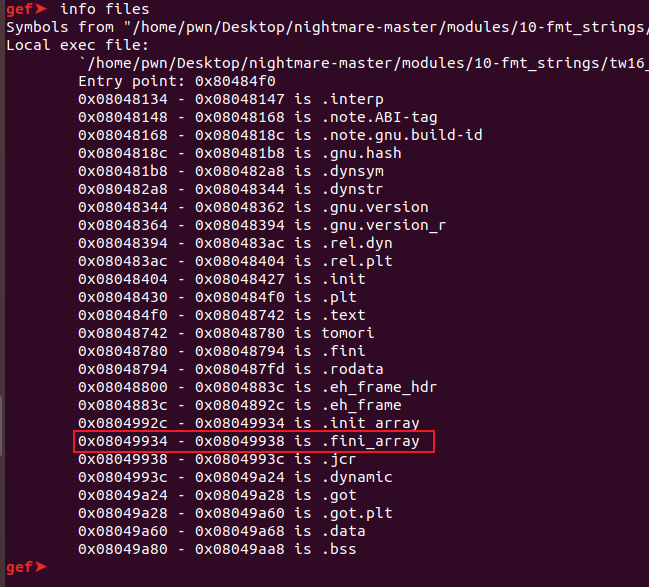 gef➤  info files
Symbols from "/home/pwn/Desktop/nightmare-master/modules/10-fmt_strings/
Local exec file:
`/home/pwn/Desktop/nightmare-master/modules/10-fmt_strings/tw16_
Entry point: 0x80484f0
0x08048134 - 0x08048147 is .interp
0x08048148 - 0x08048168 is .note.ABI-tag
0x08048168 - 0x0804818c is .note.gnu.build-id
0x0804818c - 0x080481b8 is .gnu.hash
0x080481b8 - 0x080482a8 is .dynsym
0x080482a8 - 0x08048344 is .dynstr
0x08048344 - 0x08048362 is .gnu.version
0x08048364 - 0x08048394 is .gnu.version_r
0x08048394 - 0x080483ac is .rel.dyn
0x080483ac - 0x08048404 is .rel.plt
0x08048404 - 0x08048427 is .init
0x08048430 - 0x080484f0 is .plt
0x080484f0 - 0x08048742 is .text
0x08048742 - 0x08048780 is tomori
0x08048780 - 0x08048794 is .fini
0x08048794 - 0x080487fd is .rodata
0x08048800 - 0x0804883c is .eh_frame_hdr
0x0804883c - 0x0804892c is .eh_frame
0x0804992c - 0x08049934 is .init_array
0x08049934 - 0x08049938 is .fini_array
0x08049938 - 0x0804993c is .jcr
0x0804993c - 0x08049a24 is .dynamic
0x08049a24 - 0x08049a28 is .got
0x08049a28 - 0x08049a60 is .got.plt
0x08049a60 - 0x08049a68 is .data
0x08049a80 - 0x08049aa8 is .bss
gef➤